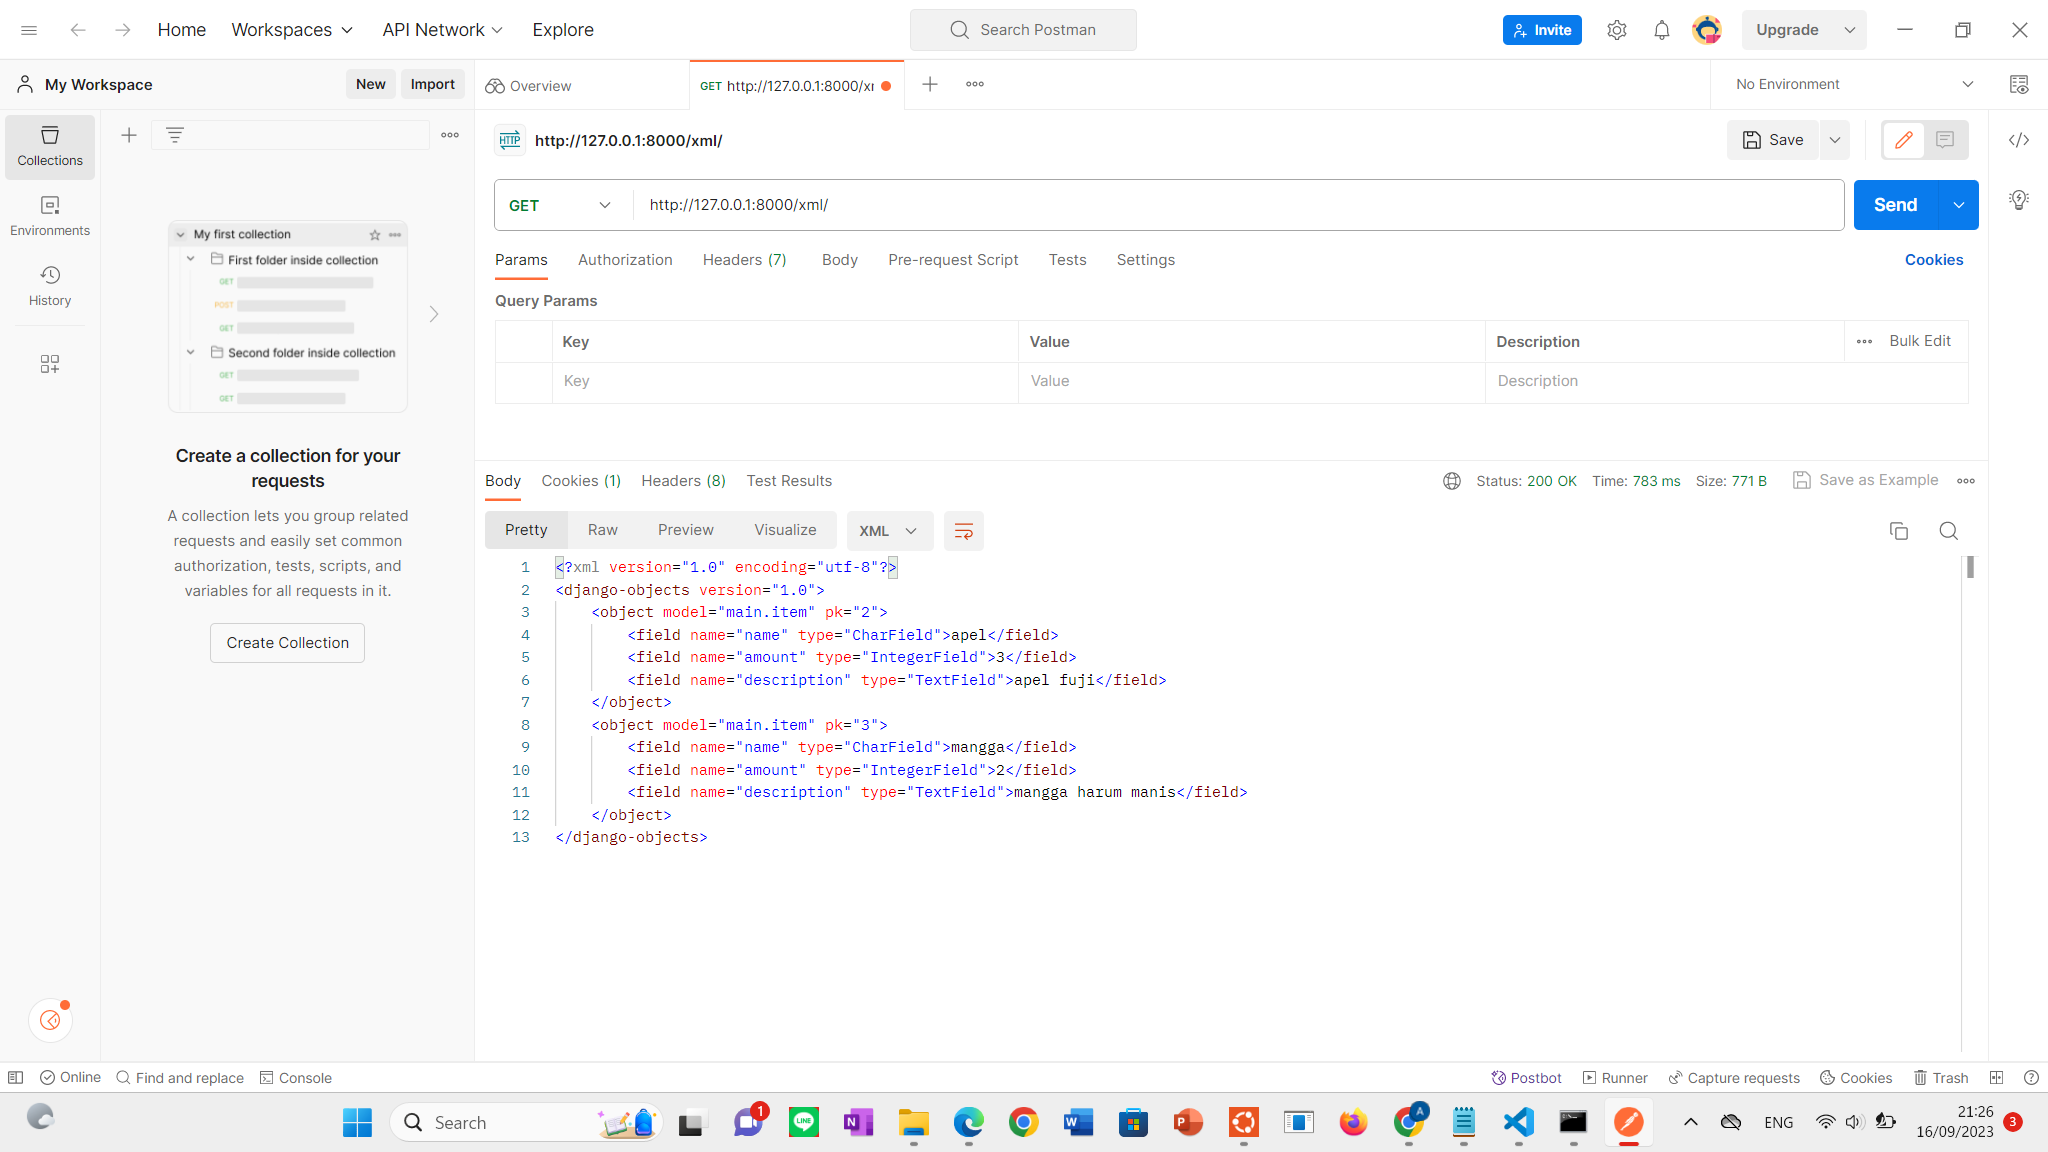 Home Workspaces API Network Explore Search Postman Invite Upgrade
My Workspace New Import Overview GET http://127.0.0.1:8000/xr No Environment
Collections
Environments
History
My first collection
First folder inside collection
GET
POST
GET
Second folder inside collection
GET
GET
Create a collection for your
requests
A collection lets you group related
requests and easily set common
authorization, tests, scripts, and
variables for all requests in it.
Create Collection
HTTP http://127.0.0.1:8000/xml/ Save
GET http://127.0.0.1:8000/xml/ Send
Params Authorization Headers (7) Body Pre-request Script Tests Settings Cookies
Query Params
Key Value Description Bulk Edit
Key Value Description
Body Cookies (1) Headers (8) Test Results Status: 200 OK Time: 783 ms Size: 771 B Save as Example
Pretty Raw Preview Visualize XML
1 <?xml version="1.0" encoding="utf-8"?>
2 <django-objects version="1.0">
3 <object model="main.item" pk="2">
4 <field name="name" type="CharField">apel</field>
5 <field name="amount" type="IntegerField">3</field>
6 <field name="description" type="TextField">apel fuji</field>
7 </object>
8 <object model="main.item" pk="3">
9 <field name="name" type="CharField">mangga</field>
10 <field name="amount" type="IntegerField">2</field>
11 <field name="description" type="TextField">mangga harum manis</field>
12 </object>
13 </django-objects>
Online Find and replace Console Postbot Runner Capture requests Cookies Trash
Search 1 LINE N W P A ENG 21:26
16/09/2023 3